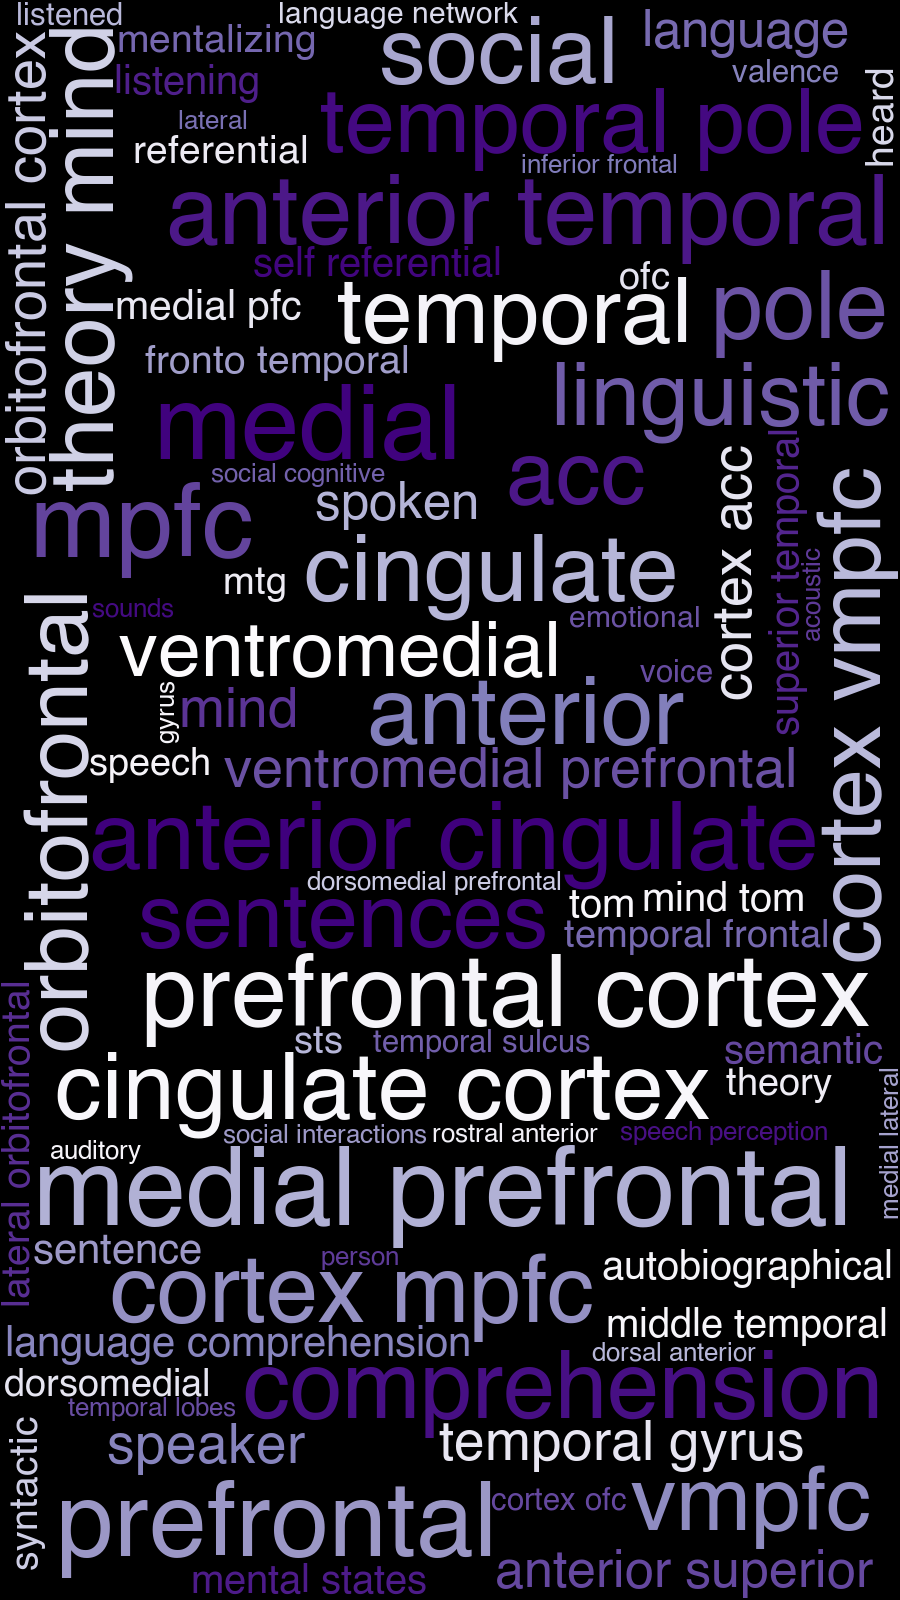 listened
language network
mentalizing
social
language
listening
valence
orbitofrontal cortex
theory mind
lateral
temporal pole
heard
referential
inferior frontal
anterior temporal
self referential
ofc
medial pfc
temporal
pole
fronto temporal
linguistic
medial
social cognitive
acc
spoken
cortex acc
superior temporal
cortex vmpfc
mpfc
cingulate
acoustic
mtg
sounds
emotional
orbitofrontal
ventromedial
voice
gyrus
mind
anterior
speech
ventromedial prefrontal
anterior cingulate
dorsomedial prefrontal
sentences
tom
mind tom
temporal frontal
prefrontal cortex
lateral orbitofrontal
sts
temporal sulcus
semantic
cingulate cortex
theory
medial lateral
social interactions
rostral anterior
speech perception
auditory
medial prefrontal
sentence
person
cortex mpfc
autobiographical
middle temporal
language comprehension
dorsal anterior
dorsomedial
comprehension
temporal lobes
syntactic
speaker
temporal gyrus
prefrontal
cortex ofc
vmpfc
mental states
anterior superior